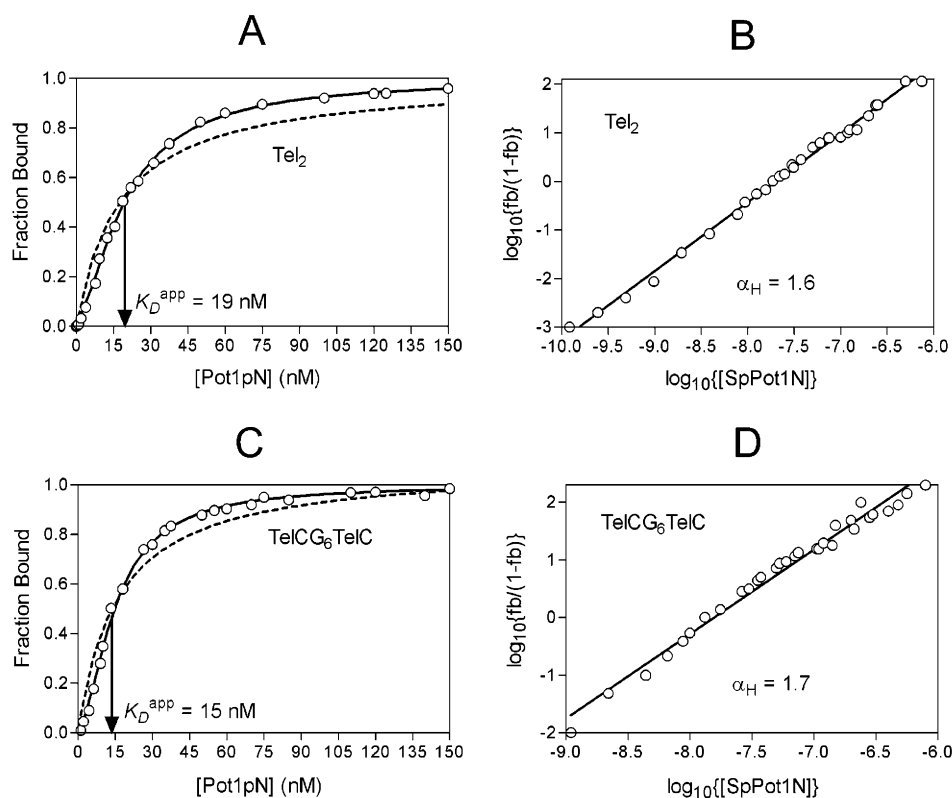 A
B
Fraction Bound
1.0
0.8
0.6
0.4
0.2
0.0
Tel2
KDapp = 19 nM
0 15 30 45 60 75 90 105 120 135 150
[Pot1pN] (nM)
log10{fb/(1-fb)}
2
1
0
-1
-2
-3
Tel2
αH = 1.6
-10.0 -9.5 -9.0 -8.5 -8.0 -7.5 -7.0 -6.5 -6.0
log10{[SpPot1N]}
C
D
Fraction Bound
1.0
0.8
0.6
0.4
0.2
0.0
TelCG6TelC
KDapp = 15 nM
0 15 30 45 60 75 90 105 120 135 150
[Pot1pN] (nM)
log10{fb/(1-fb)}
2
1
0
-1
-2
TelCG6TelC
αH = 1.7
-9.0 -8.5 -8.0 -7.5 -7.0 -6.5 -6.0
log10{[SpPot1N]}